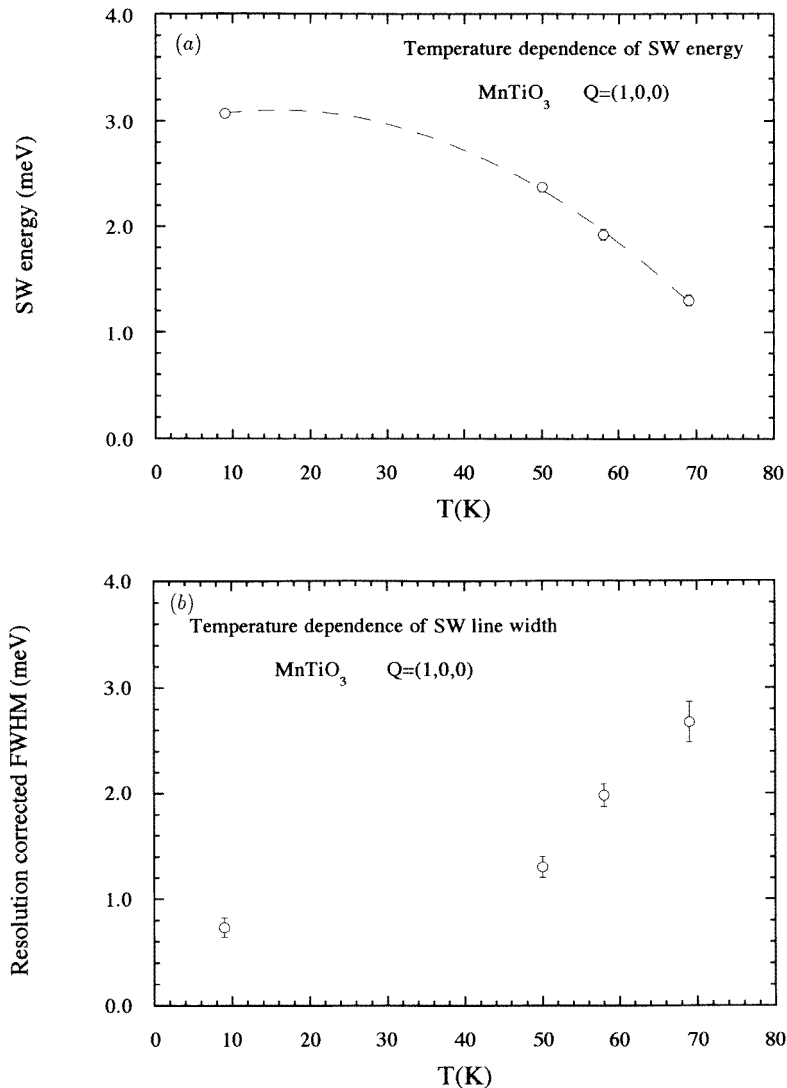 (a)
Temperature dependence of SW energy
MnTiO3 Q=(1,0,0)
4.0
3.0
2.0
1.0
0.0
SW energy (meV)
0 10 20 30 40 50 60 70 80
T(K)
(b)
Temperature dependence of SW line width
MnTiO3 Q=(1,0,0)
4.0
3.0
2.0
1.0
0.0
Resolution corrected FWHM (meV)
0 10 20 30 40 50 60 70 80
T(K)